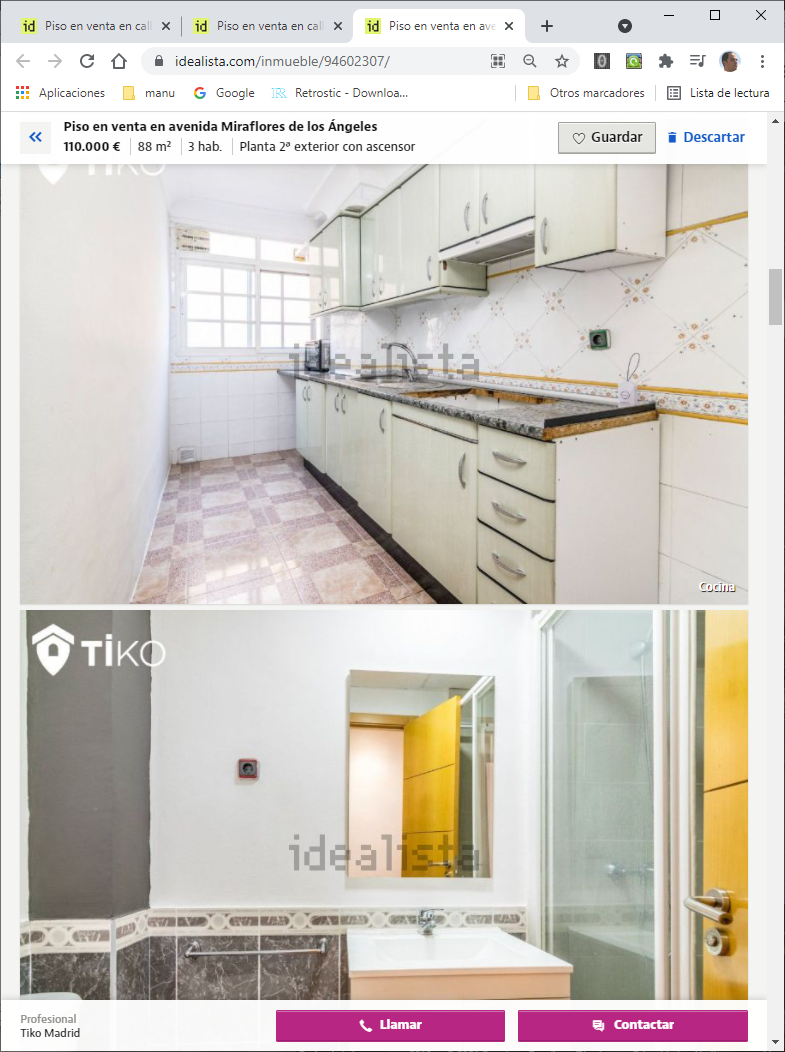 Piso en venta en call
Piso en venta en call
Piso en venta en ave
idealista.com/inmueble/94602307/
Aplicaciones
manu
Google
Retrostic - Downloa...
Otros marcadores
Lista de lectura
Piso en venta en avenida Miraflores de los Ángeles
110.000 € 88 m² 3 hab. Planta 2ª exterior con ascensor
Guardar
Descartar
TIKO
idealista
Cocina
TiKO
idealista
Profesional
Tiko Madrid
Llamar
Contactar